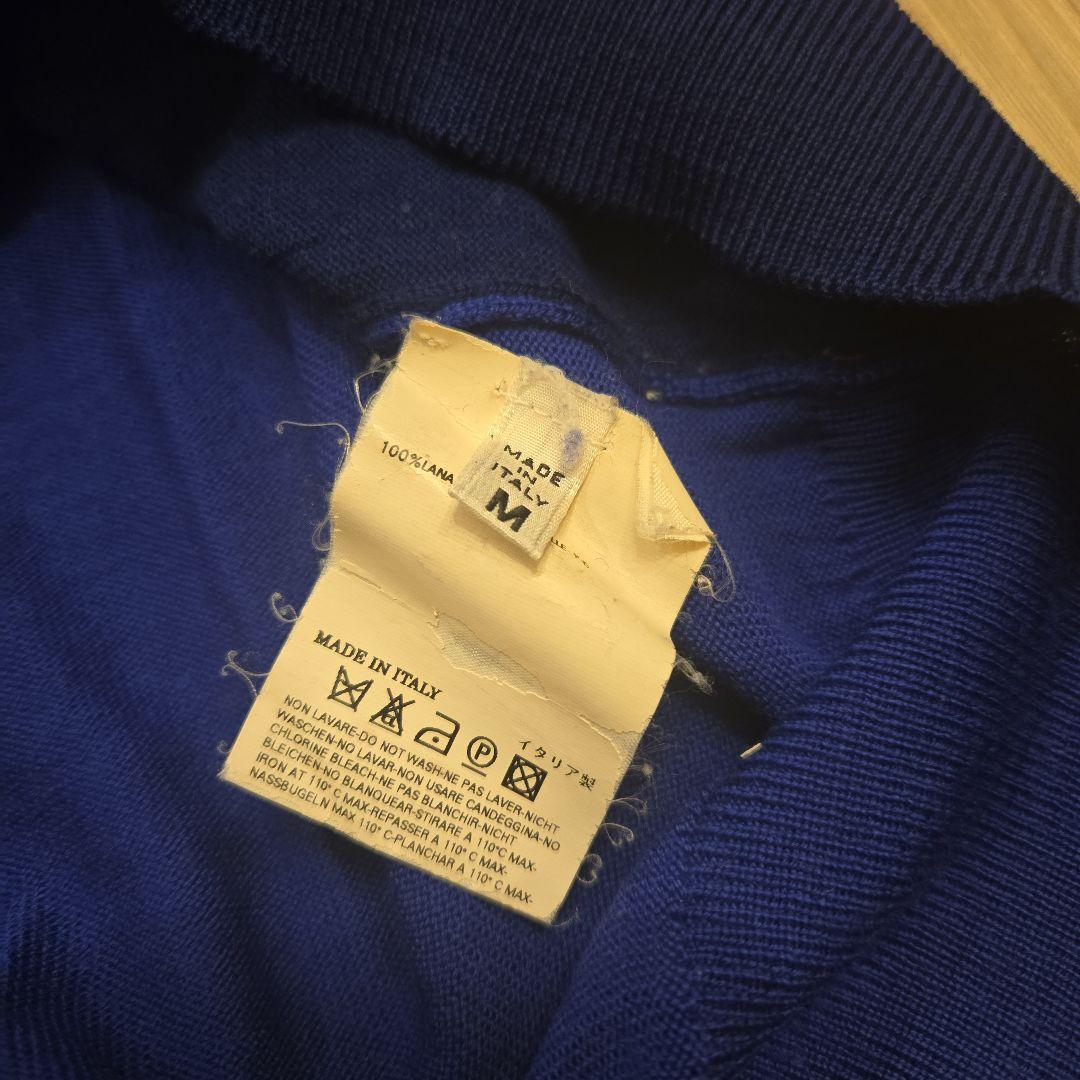 100%LANA
MADE
IN
ITALY
M
MADE IN ITALY
P
イタリア製
NON LAVARE-DO NOT WASH-NE PAS LAVER-NICHT
WASCHEN-NO LAVAR-NON USARE CANDEGGINA-NO
CHLORINE BLEACH-NE PAS BLANCHIR-NICHT
BLEICHEN-NO BLANQUEAR-STIRARE A 110°C MAX-
IRON AT 110° C MAX-REPASSER A 110° C MAX-
NASSBUGELN MAX 110° C-PLANCHAR A 110° C MAX-